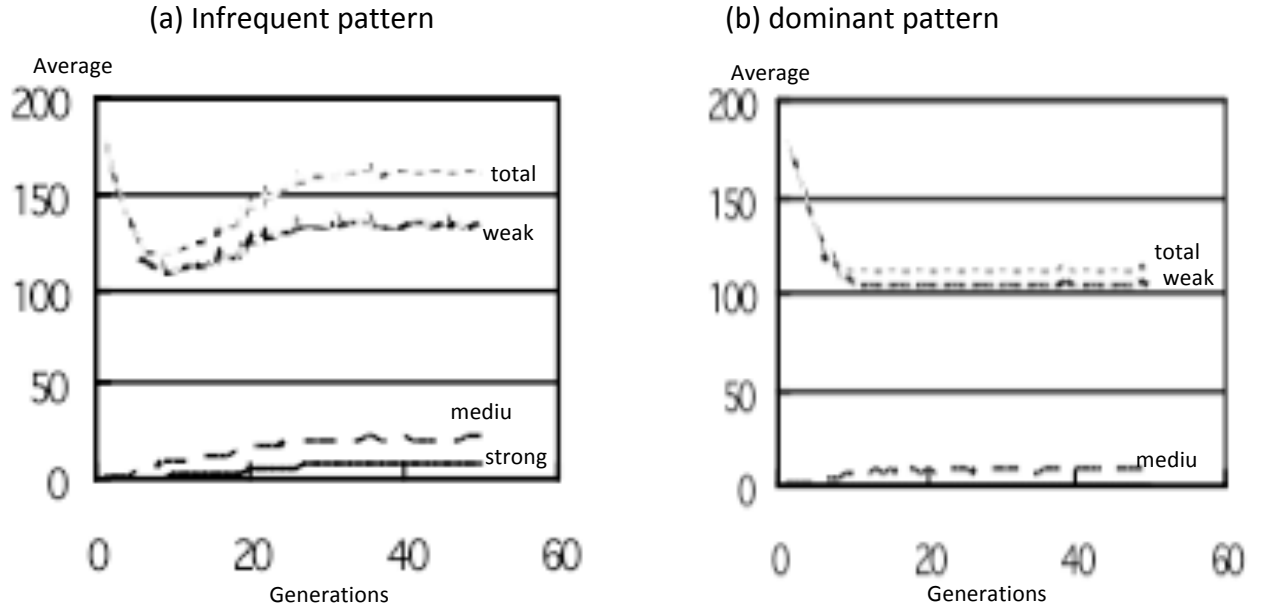 (a) Infrequent pattern
Average
200
150
100
50
0
total
weak
mediu
strong
0 20 40 60
Generations
(b) dominant pattern
Average
200
150
100
50
0
total
weak
mediu
0 20 40 60
Generations